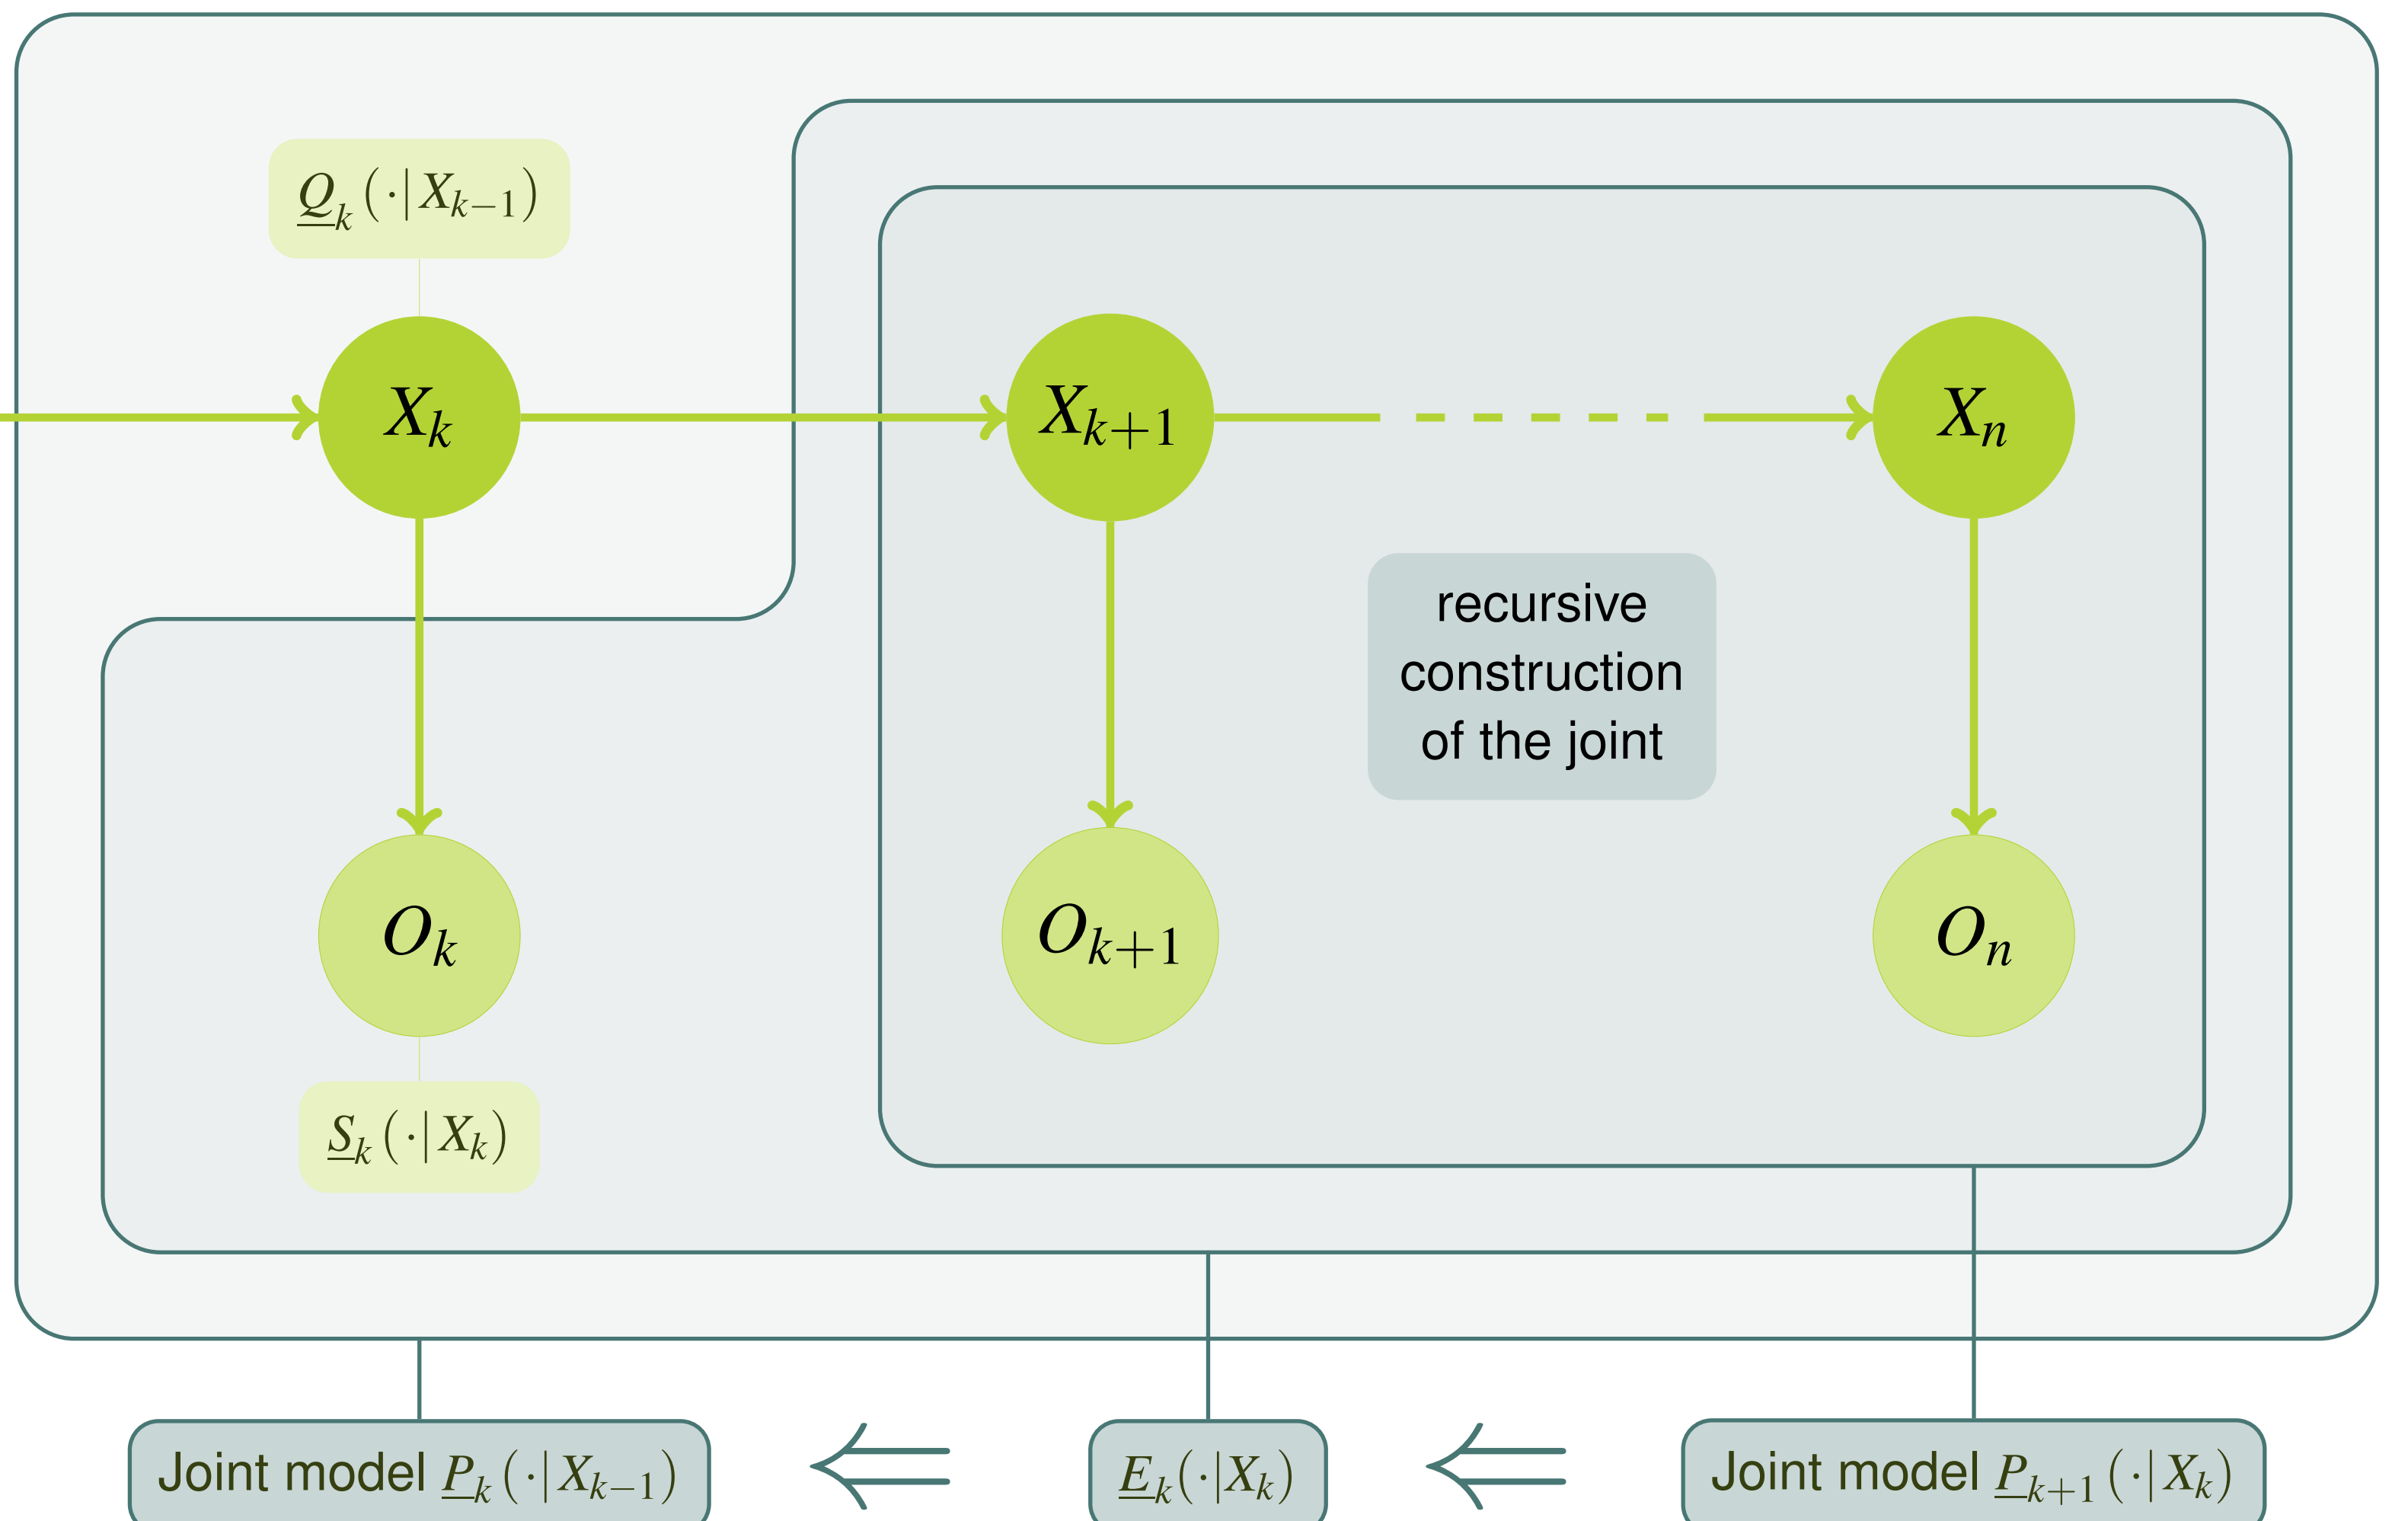 Q̲ₖ(·|Xₖ₋₁)
Xₖ
Xₖ₊₁
Xₙ
recursive
construction
of the joint
Oₖ
Oₖ₊₁
Oₙ
S̲ₖ(·|Xₖ)
Joint model P̲ₖ(·|Xₖ₋₁)
E̲ₖ(·|Xₖ)
Joint model P̲ₖ₊₁(·|Xₖ)